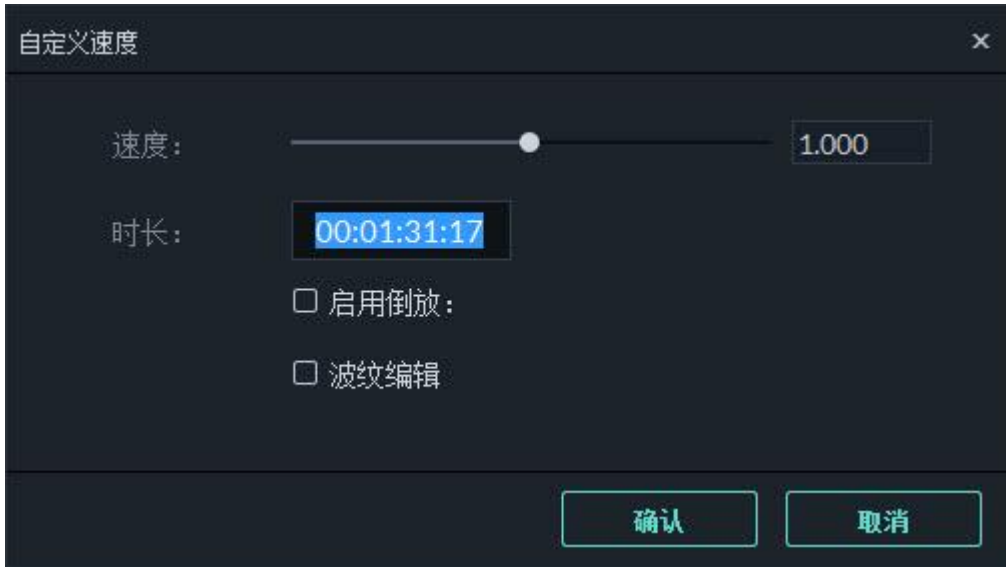 自定义速度 ×
速度： 1.000
时长： 00:01:31:17
启用倒放：
波纹编辑
确认 取消